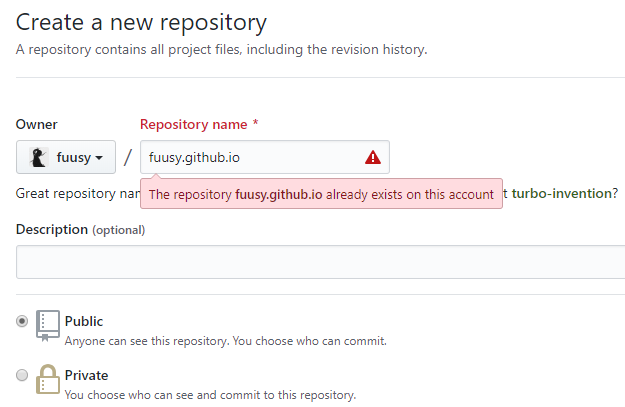 Create a new repository
A repository contains all project files, including the revision history.
Owner
Repository name *
fuusy
/
fuusy.github.io
Great repository nam
The repository fuusy.github.io already exists on this account
t turbo-invention?
Description (optional)
Public
Anyone can see this repository. You choose who can commit.
Private
You choose who can see and commit to this repository.